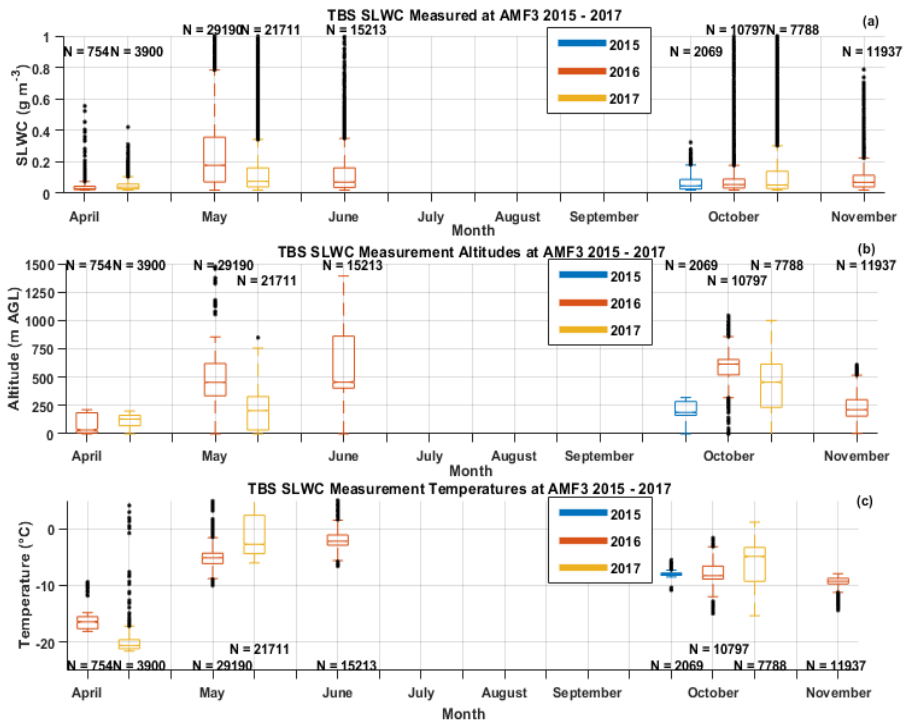 TBS SLWC Measured at AMF3 2015 - 2017
(a)
N = 754 N = 3900 N = 29190 N = 21711 N = 15213 N = 2069 N = 10797 N = 7788 N = 11937
2015
2016
2017
SLWC (g m⁻³)
1
0.8
0.6
0.4
0.2
0
April May June July August September October November
Month
TBS SLWC Measurement Altitudes at AMF3 2015 - 2017
(b)
N = 754 N = 3900 N = 29190 N = 15213 N = 2069 N = 7788 N = 11937
N = 21711 N = 10797
2015
2016
2017
Altitude (m AGL)
1500
1250
1000
750
500
250
0
April May June July August September October November
Month
TBS SLWC Measurement Temperatures at AMF3 2015 - 2017
(c)
2015
2016
2017
Temperature (°C)
0
-10
-20
N = 21711 N = 10797
N = 754 N = 3900 N = 29190 N = 15213 N = 2069 N = 7788 N = 11937
April May June July August September October November
Month